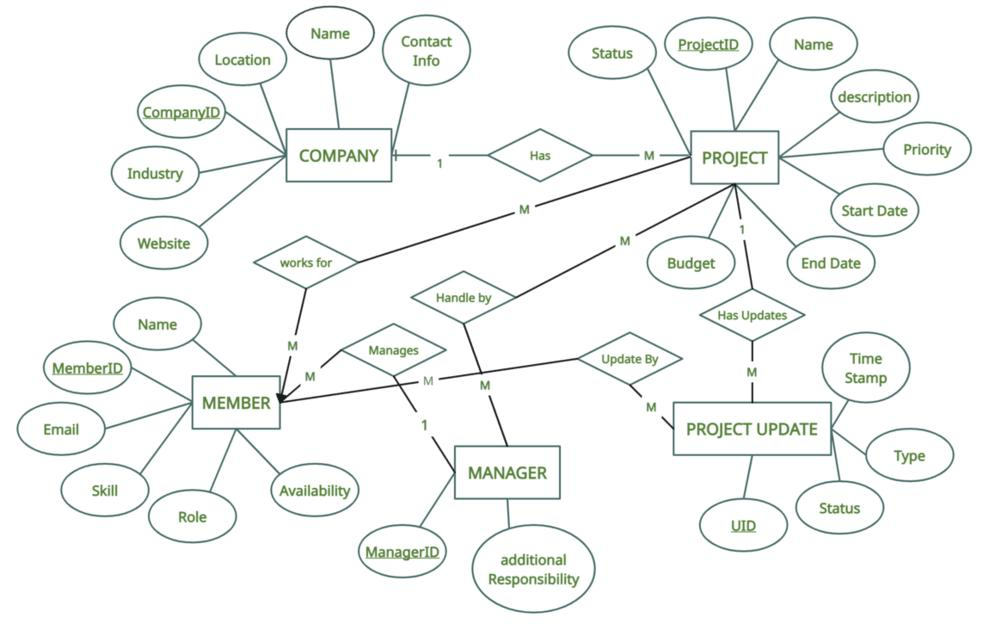 Name
Contact
Info
Location
CompanyID
Industry
Website
COMPANY
1
Has
M
Status
ProjectID
Name
description
Priority
Start Date
End Date
Budget
PROJECT
M
works for
M
M
Handle by
M
1
Has Updates
M
Manages
M
1
Update By
M
M
Name
MemberID
Email
Skill
Role
Availability
MEMBER
MANAGER
ManagerID
additional
Responsibility
PROJECT UPDATE
Time
Stamp
Type
Status
UID